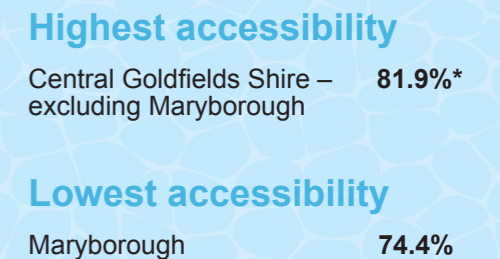 Highest accessibility
Central Goldfields Shire – 81.9%*
excluding Maryborough
Lowest accessibility
Maryborough 74.4%